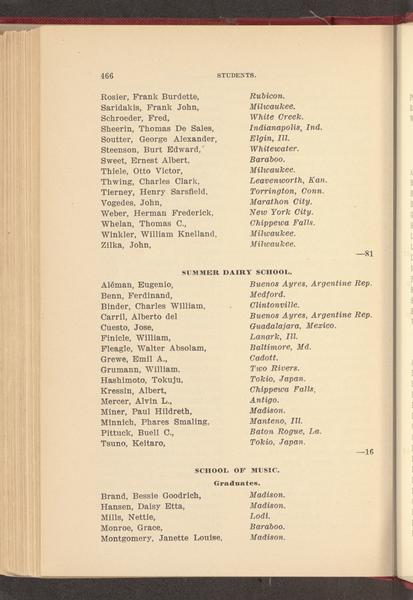 466 STUDENTS.
Rosier, Frank Burdette, Rubicon.
Saridakis, Frank John, Milwaukee.
Schroeder, Fred, White Creek.
Sheerin, Thomas De Sales, Indianapolis, Ind.
Soutter, George Alexander, Elgin, Ill.
Steenson, Burt Edward, Whitewater.
Sweet, Ernest Albert, Baraboo.
Thiele, Otto Victor, Milwaukee.
Thwing, Charles Clark, Leavenworth, Kan.
Tierney, Henry Sarsfield, Torrington, Conn.
Vogedes, John, Marathon City.
Weber, Herman Frederick, New York City.
Whelan, Thomas C., Chippewa Falls.
Winkler, William Knelland, Milwaukee.
Zilka, John, Milwaukee.
—81
SUMMER DAIRY SCHOOL.
Aléman, Eugenio, Buenos Ayres, Argentine Rep.
Benn, Ferdinand, Medford.
Binder, Charles William, Clintonville.
Carril, Alberto del Buenos Ayres, Argentine Rep.
Cuesto, Jose, Guadalajara, Mexico.
Finicle, William, Lanark, Ill.
Fleagle, Walter Absolam, Baltimore, Md.
Grewe, Emil A., Cadott.
Grumann, William, Two Rivers.
Hashimoto, Tokuju, Tokio, Japan.
Kressin, Albert, Chippewa Falls,
Mercer, Alvin L., Antigo.
Miner, Paul Hildreth, Madison.
Minnich, Phares Smaling, Manteno, Ill.
Pittuck, Buell C., Baton Rogue, La.
Tsuno, Keitaro, Tokio, Japan.
—16
SCHOOL OF MUSIC.
Graduates.
Brand, Bessie Goodrich, Madison.
Hansen, Daisy Etta, Madison.
Mills, Nettie, Lodi.
Monroe, Grace, Baraboo.
Montgomery, Janette Louise, Madison.